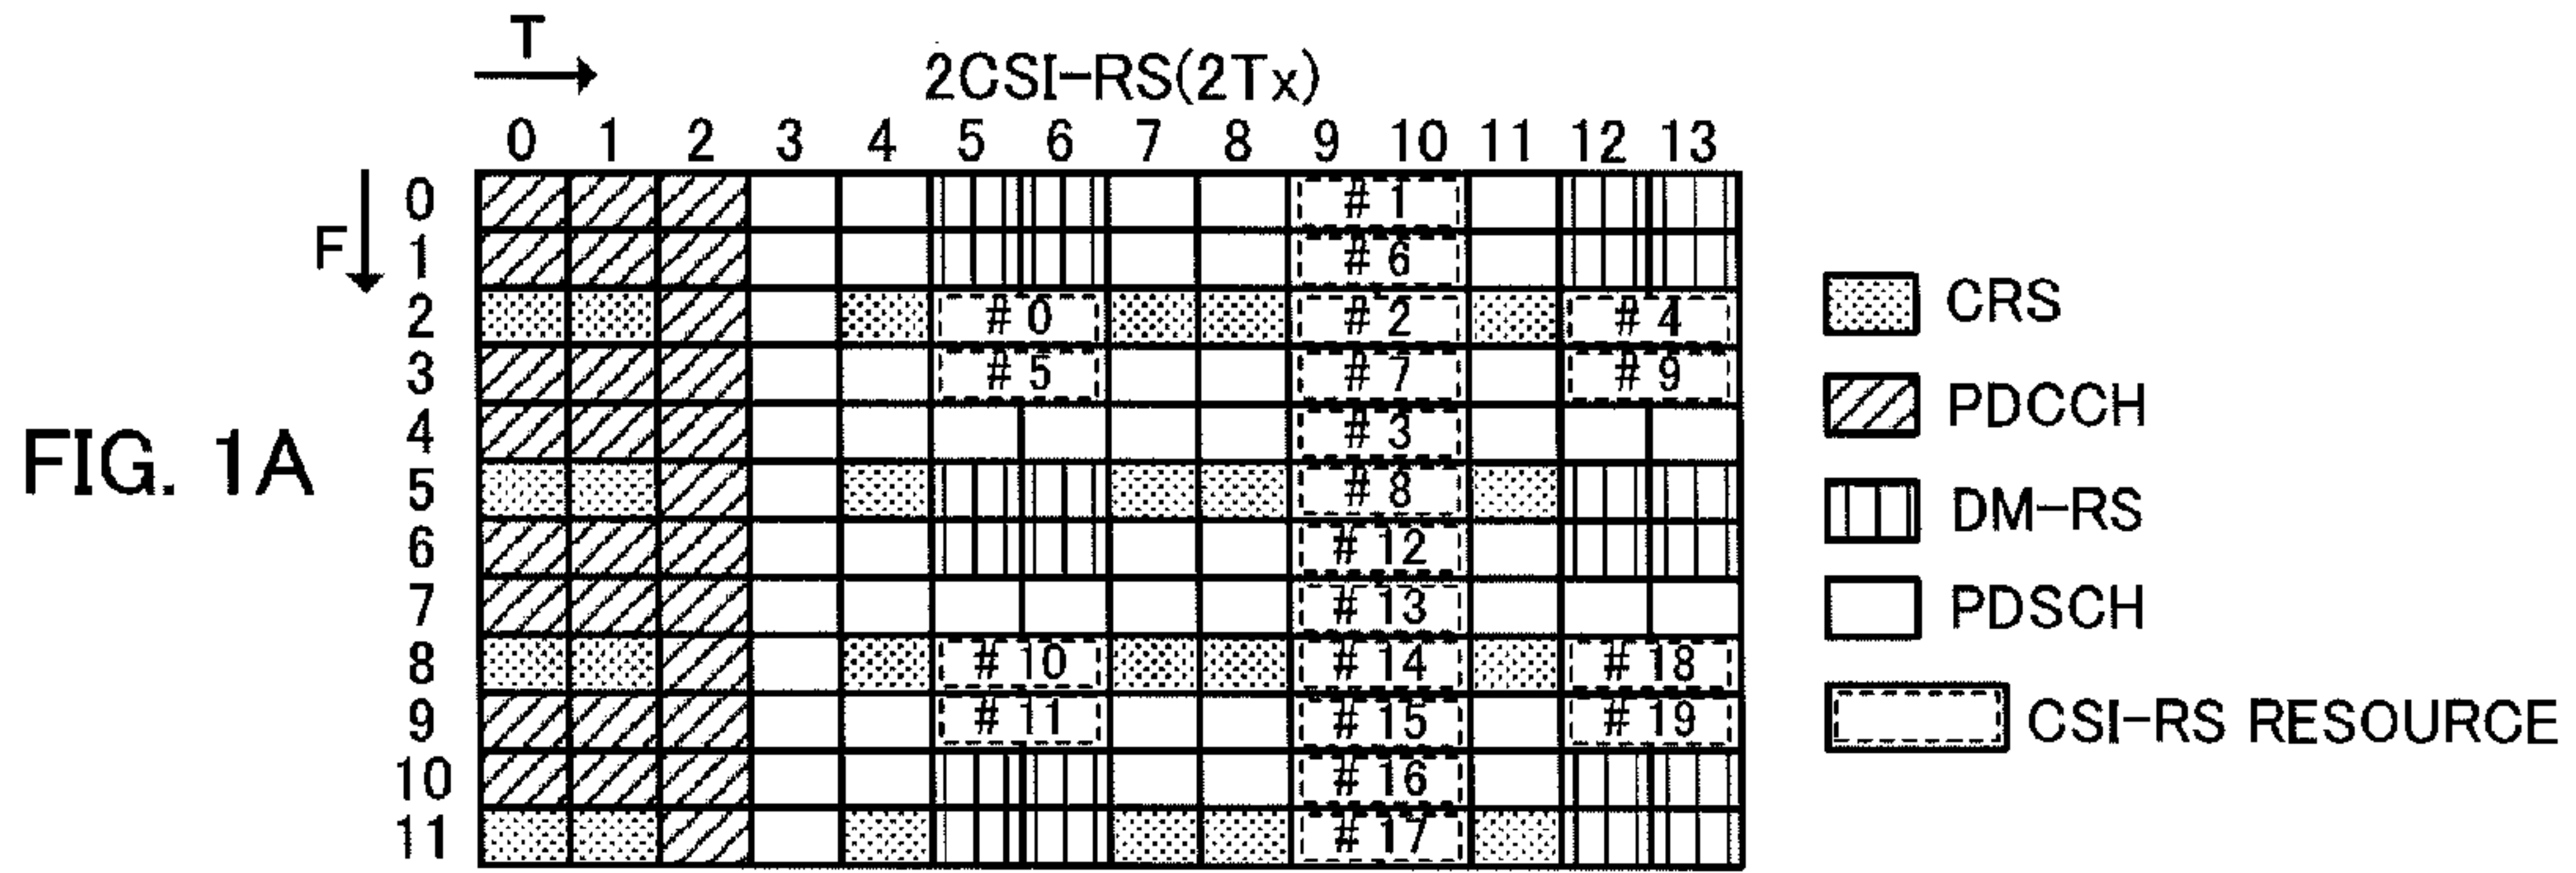 T
2CSI-RS(2Tx)
0 1 2 3 4 5 6 7 8 9 10 11 12 13
F
0 # 1
1 # 6
2 # 0 # 2 # 4
3 # 5 # 7 # 9
4 # 3
5 # 8
6 # 12
7 # 13
8 # 10 # 14 # 18
9 # 11 # 15 # 19
10 # 16
11 # 17
FIG. 1A
CRS
PDCCH
DM-RS
PDSCH
CSI-RS RESOURCE